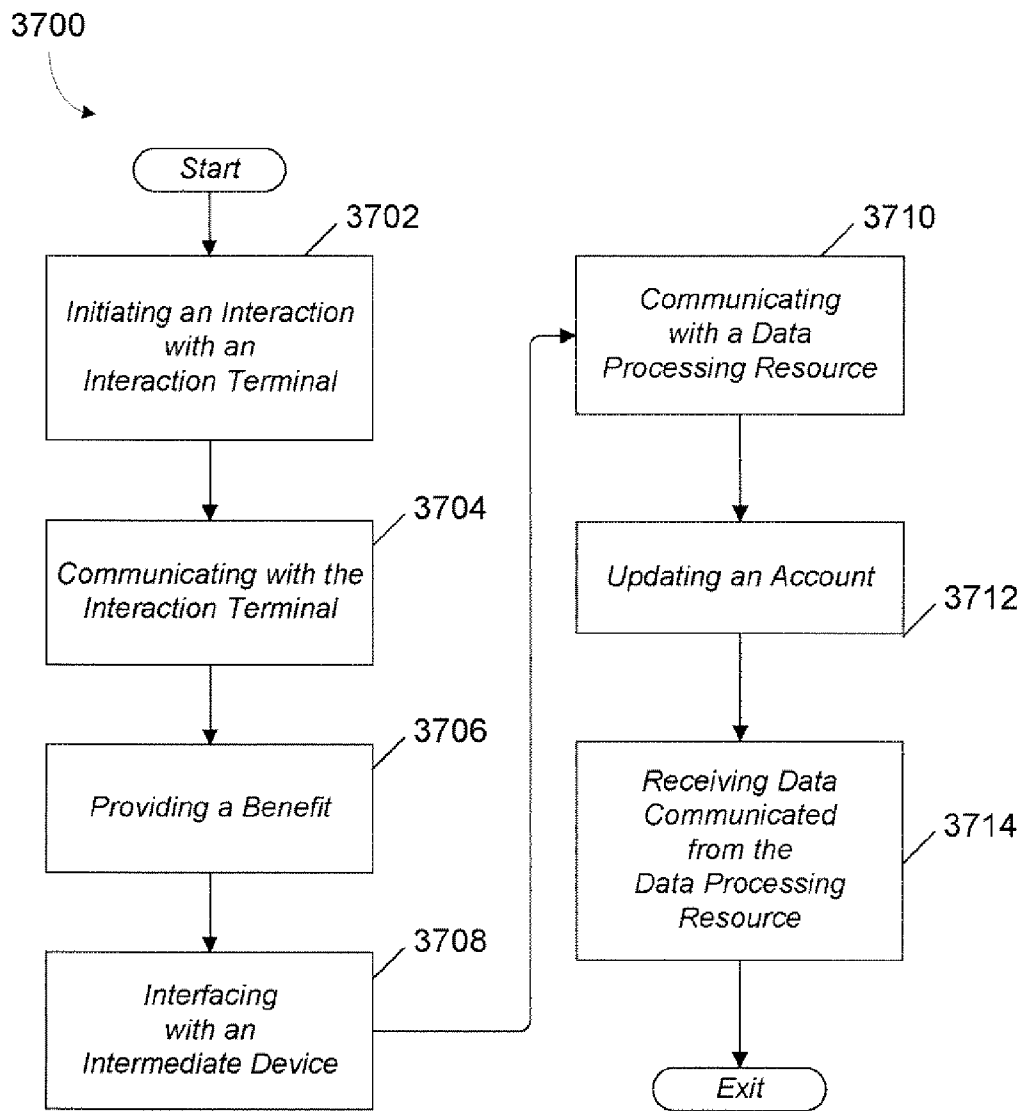 3700
Start
3702
Initiating an Interaction
with an
Interaction Terminal
3704
Communicating with the
Interaction Terminal
3706
Providing a Benefit
3708
Interfacing
with an
Intermediate Device
3710
Communicating
with a Data
Processing Resource
Updating an Account
3712
Receiving Data
Communicated
from the
Data Processing
Resource
3714
Exit